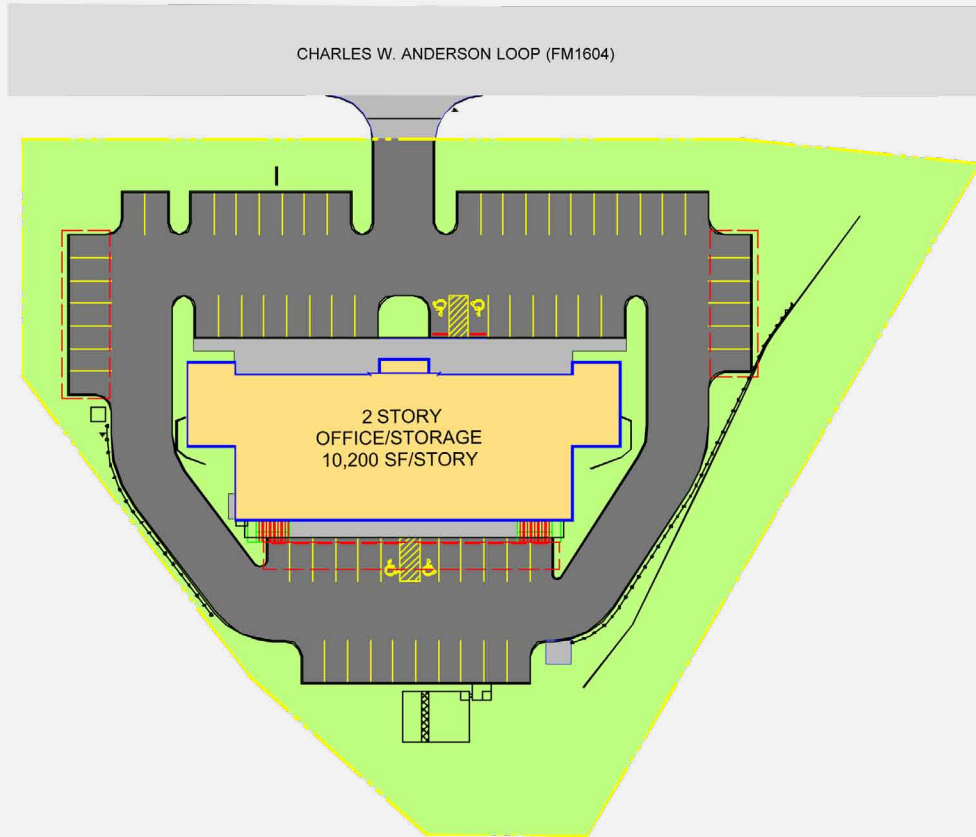 CHARLES W. ANDERSON LOOP (FM1604)
2 STORY
OFFICE/STORAGE
10,200 SF/STORY